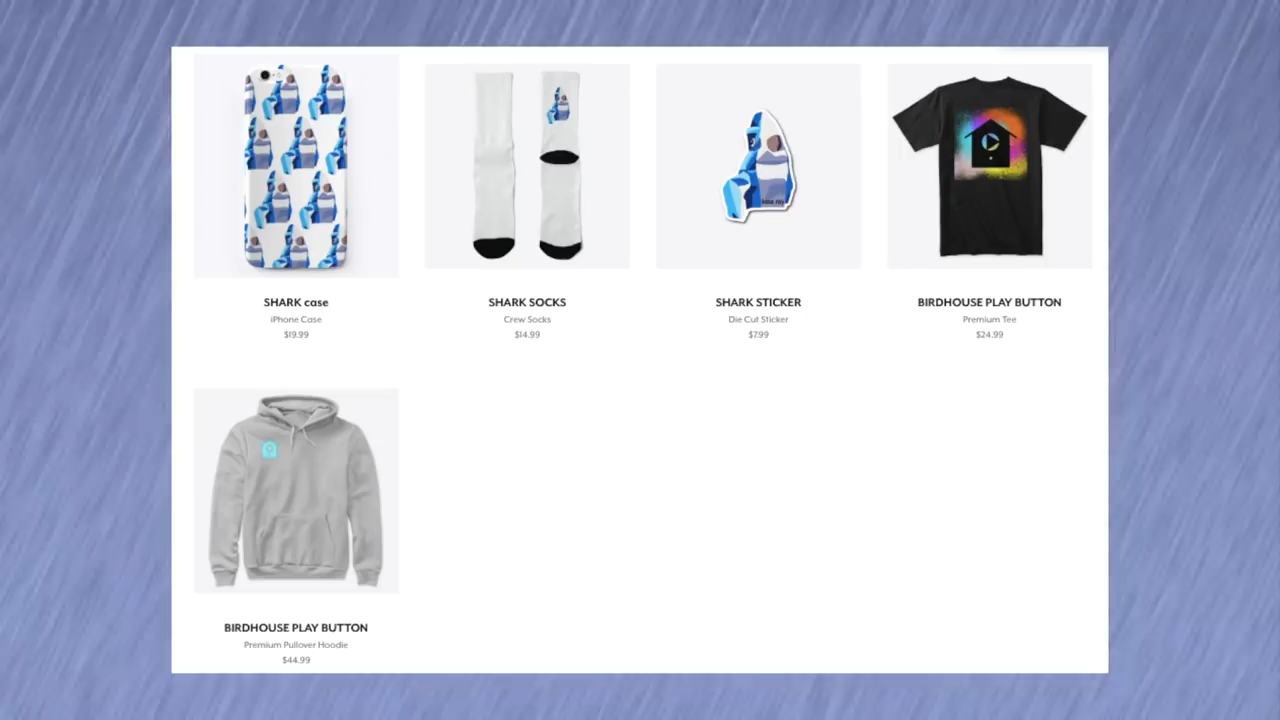 SHARK case
iPhone Case
$19.99
SHARK SOCKS
Crew Socks
$14.99
SHARK STICKER
Die Cut Sticker
$7.99
BIRDHOUSE PLAY BUTTON
Premium Tee
$24.99
BIRDHOUSE PLAY BUTTON
Premium Pullover Hoodie
$44.99